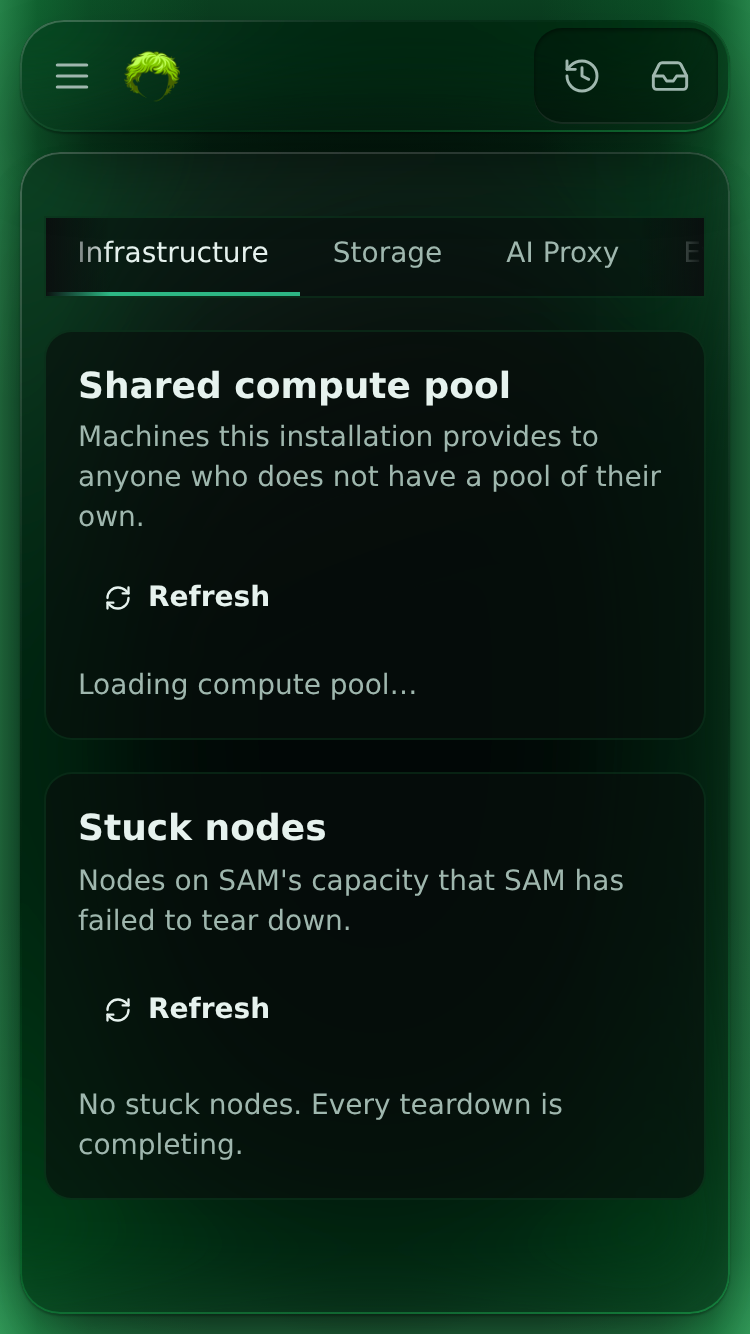 Infrastructure Storage AI Proxy
Shared compute pool
Machines this installation provides to
anyone who does not have a pool of their
own.
Refresh
Loading compute pool...
Stuck nodes
Nodes on SAM's capacity that SAM has
failed to tear down.
Refresh
No stuck nodes. Every teardown is
completing.